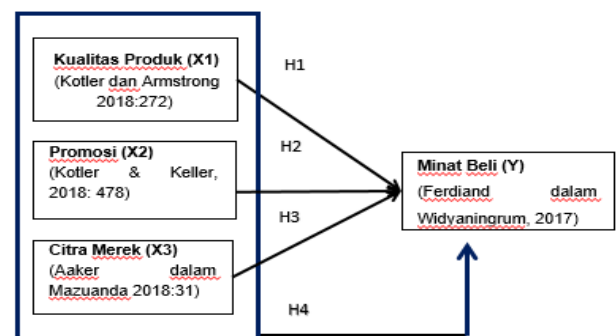 Kualitas Produk (X1)
(Kotler dan Armstrong
2018:272)
H1
H2
Promosi (X2)
(Kotler & Keller,
2018: 478)
Minat Beli (Y)
(Ferdiand dalam
Widyaningrum, 2017)
H3
Citra Merek (X3)
(Aaker dalam
Mazuanda 2018:31)
H4